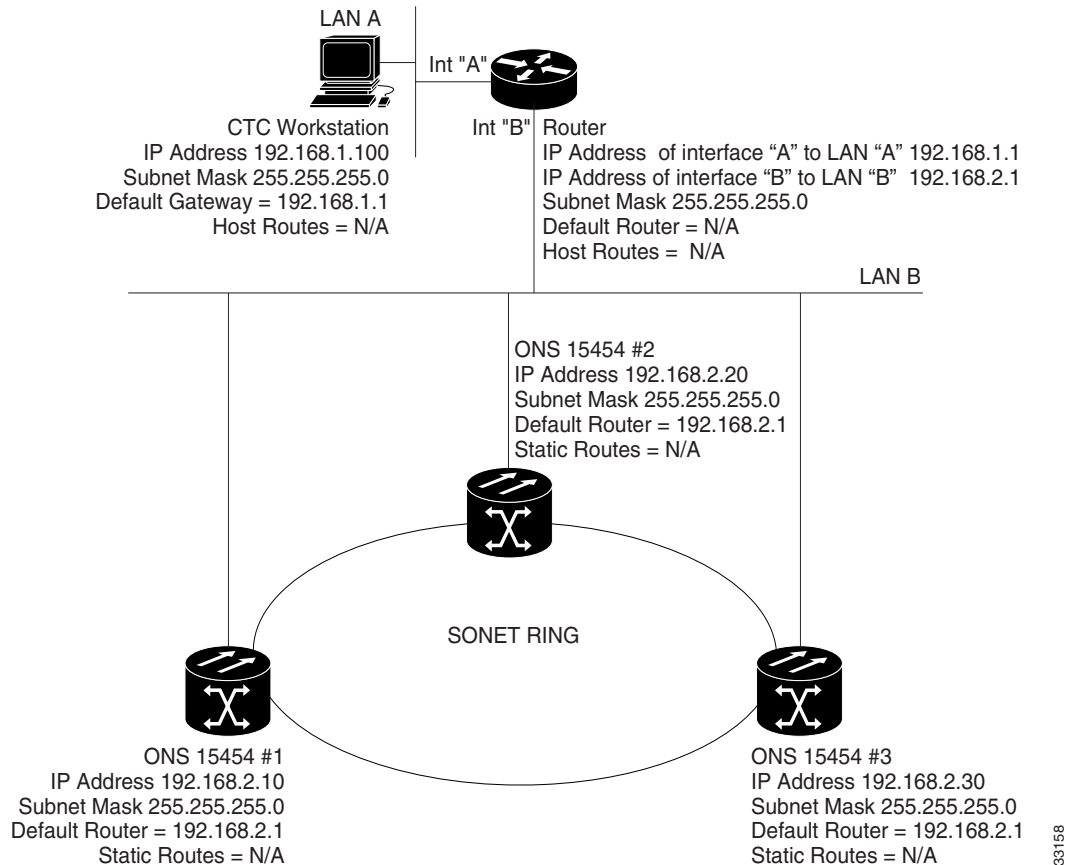 LAN A
Int "A"
CTC Workstation
IP Address 192.168.1.100
Subnet Mask 255.255.255.0
Default Gateway = 192.168.1.1
Host Routes = N/A
Int "B"
Router
IP Address of interface “A” to LAN “A” 192.168.1.1
IP Address of interface “B” to LAN “B” 192.168.2.1
Subnet Mask 255.255.255.0
Default Router = N/A
Host Routes = N/A
LAN B
ONS 15454 #2
IP Address 192.168.2.20
Subnet Mask 255.255.255.0
Default Router = 192.168.2.1
Static Routes = N/A
SONET RING
ONS 15454 #1
IP Address 192.168.2.10
Subnet Mask 255.255.255.0
Default Router = 192.168.2.1
Static Routes = N/A
ONS 15454 #3
IP Address 192.168.2.30
Subnet Mask 255.255.255.0
Default Router = 192.168.2.1
Static Routes = N/A
33158